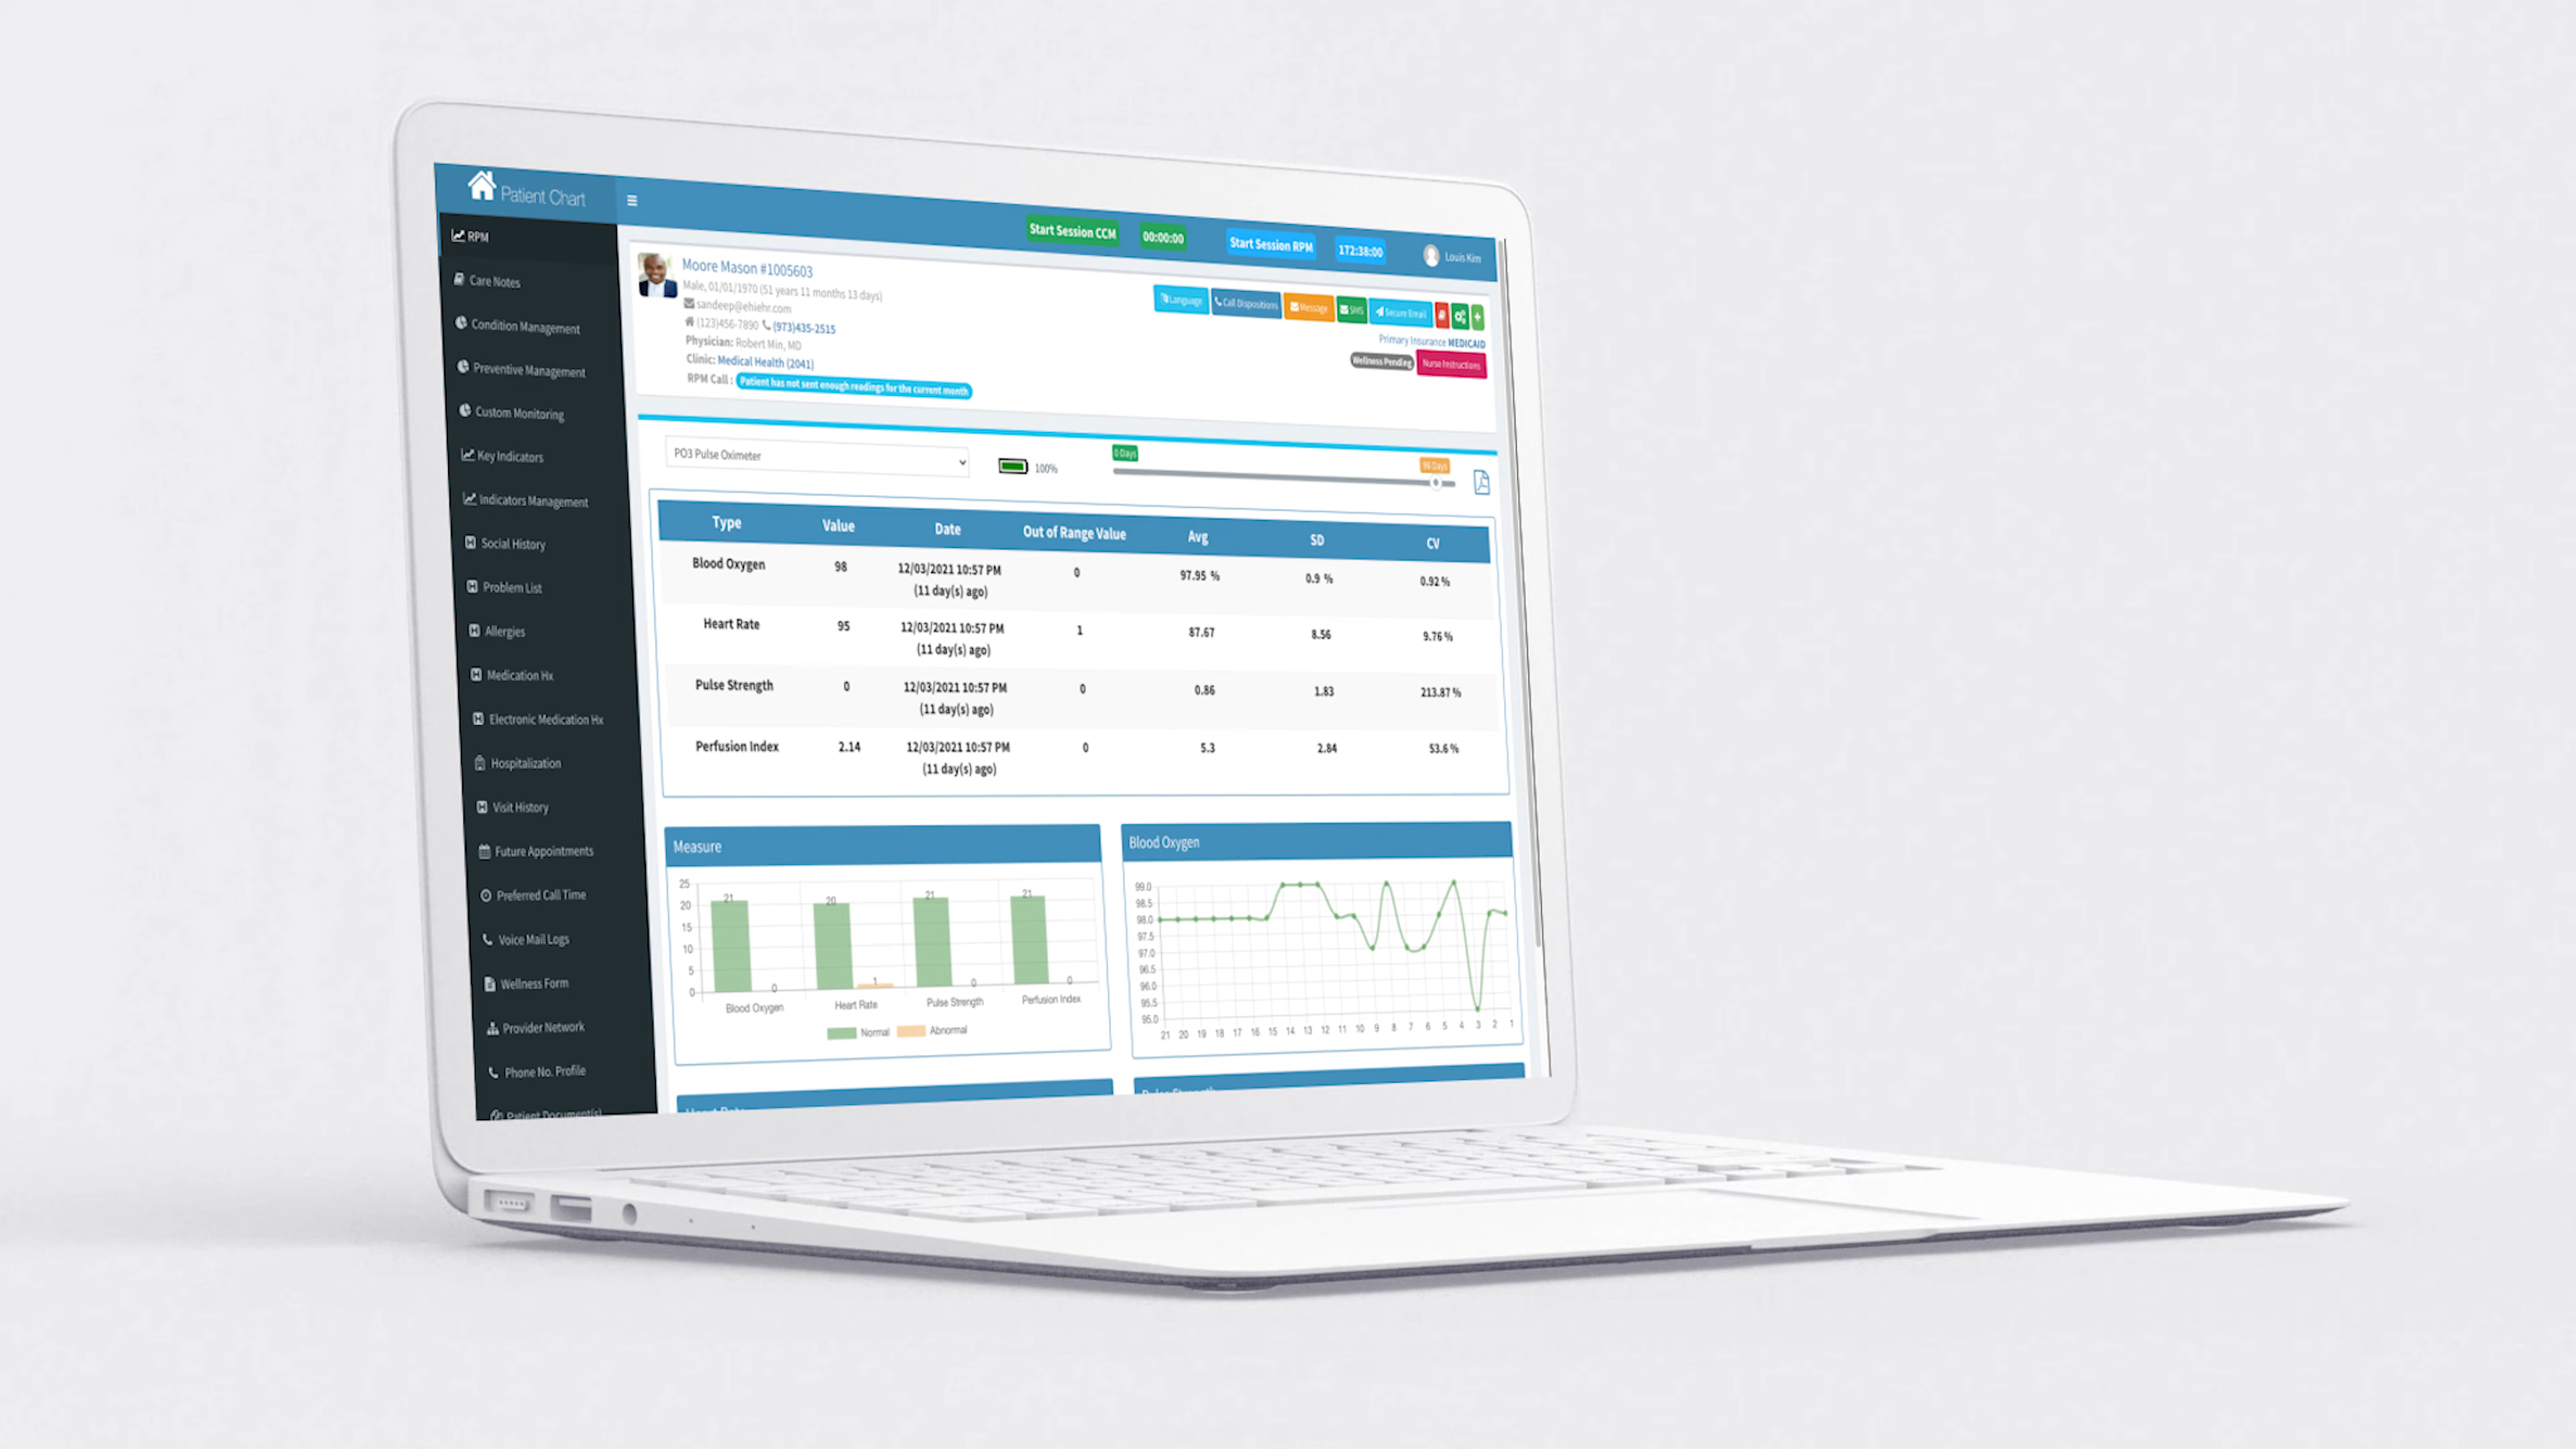 Patient Chart
Start Session CCM 00:00:00 Start Session RPM 172:38:00 Louis Kim
RPM
Care Notes
Condition Management
Preventive Management
Custom Monitoring
Key Indicators
Indicators Management
Social History
Problem List
Allergies
Medication Hx
Electronic Medication Hx
Hospitalization
Visit History
Future Appointments
Preferred Call Time
Voice Mail Logs
Wellness Form
Provider Network
Phone No. Profile
Patient Document(s)
Moore Mason #1005603
Male, 01/01/1970 (51 years 11 months 13 days)
sandeep@ehiehr.com
(123)456-7890 (973)435-2515
Physician: Robert Min, MD
Clinic: Medical Health (2041)
RPM Call : Patient has not sent enough readings for the current month
Language Call Dispositions Message SMS Secure Email
Primary Insurance MEDICAID
Wellness Pending Nurse Instructions
PO3 Pulse Oximeter 100% 0 Days 96 Days
Type Value Date Out of Range Value Avg SD CV
Blood Oxygen 98 12/03/2021 10:57 PM 0 97.95 % 0.9 % 0.92 %
(11 day(s) ago)
Heart Rate 95 12/03/2021 10:57 PM 1 87.67 8.56 9.76 %
(11 day(s) ago)
Pulse Strength 0 12/03/2021 10:57 PM 0 0.86 1.83 213.87 %
(11 day(s) ago)
Perfusion Index 2.14 12/03/2021 10:57 PM 0 5.3 2.84 53.6 %
(11 day(s) ago)
Measure
25
20
15
10
5
0
21 0 20 1 21 0 21 0
Blood Oxygen Heart Rate Pulse Strength Perfusion Index
Normal Abnormal
Blood Oxygen
99.0
98.5
98.0
97.5
97.0
96.5
96.0
95.5
95.0
21 20 19 18 17 16 15 14 13 12 11 10 9 8 7 6 5 4 3 2 1
Heart Rate
Pulse Strength